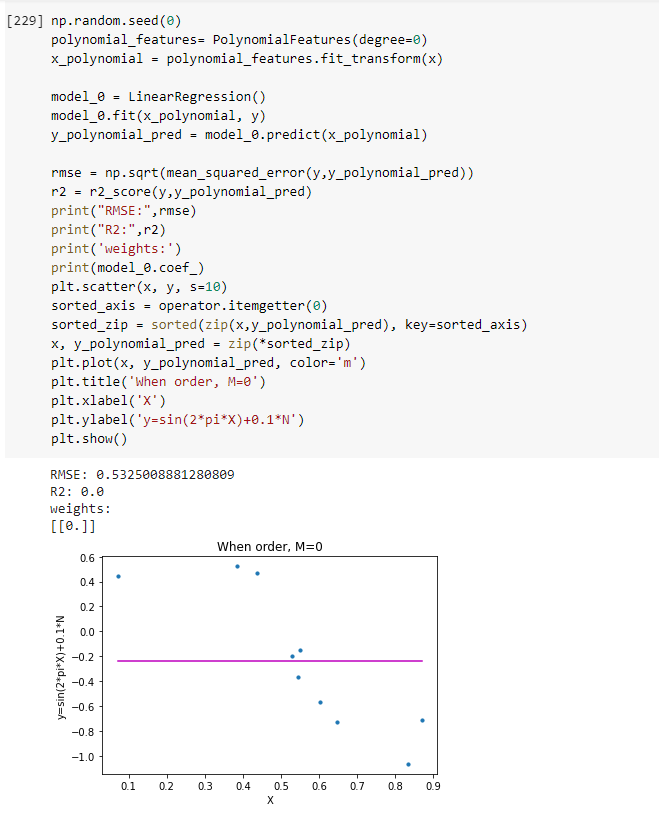 [229] np.random.seed(0)
polynomial_features= PolynomialFeatures(degree=0)
x_polynomial = polynomial_features.fit_transform(x)
model_0 = LinearRegression()
model_0.fit(x_polynomial, y)
y_polynomial_pred = model_0.predict(x_polynomial)
rmse = np.sqrt(mean_squared_error(y,y_polynomial_pred))
r2 = r2_score(y,y_polynomial_pred)
print("RMSE:",rmse)
print("R2:",r2)
print('weights:')
print(model_0.coef_)
plt.scatter(x, y, s=10)
sorted_axis = operator.itemgetter(0)
sorted_zip = sorted(zip(x,y_polynomial_pred), key=sorted_axis)
x, y_polynomial_pred = zip(*sorted_zip)
plt.plot(x, y_polynomial_pred, color='m')
plt.title('When order, M=0')
plt.xlabel('X')
plt.ylabel('y=sin(2*pi*X)+0.1*N')
plt.show()
RMSE: 0.5325008881280809
R2: 0.0
weights:
[[0.]]
When order, M=0
y=sin(2*pi*X)+0.1*N
0.6
0.4
0.2
0.0
−0.2
−0.4
−0.6
−0.8
−1.0
0.1 0.2 0.3 0.4 0.5 0.6 0.7 0.8 0.9
X